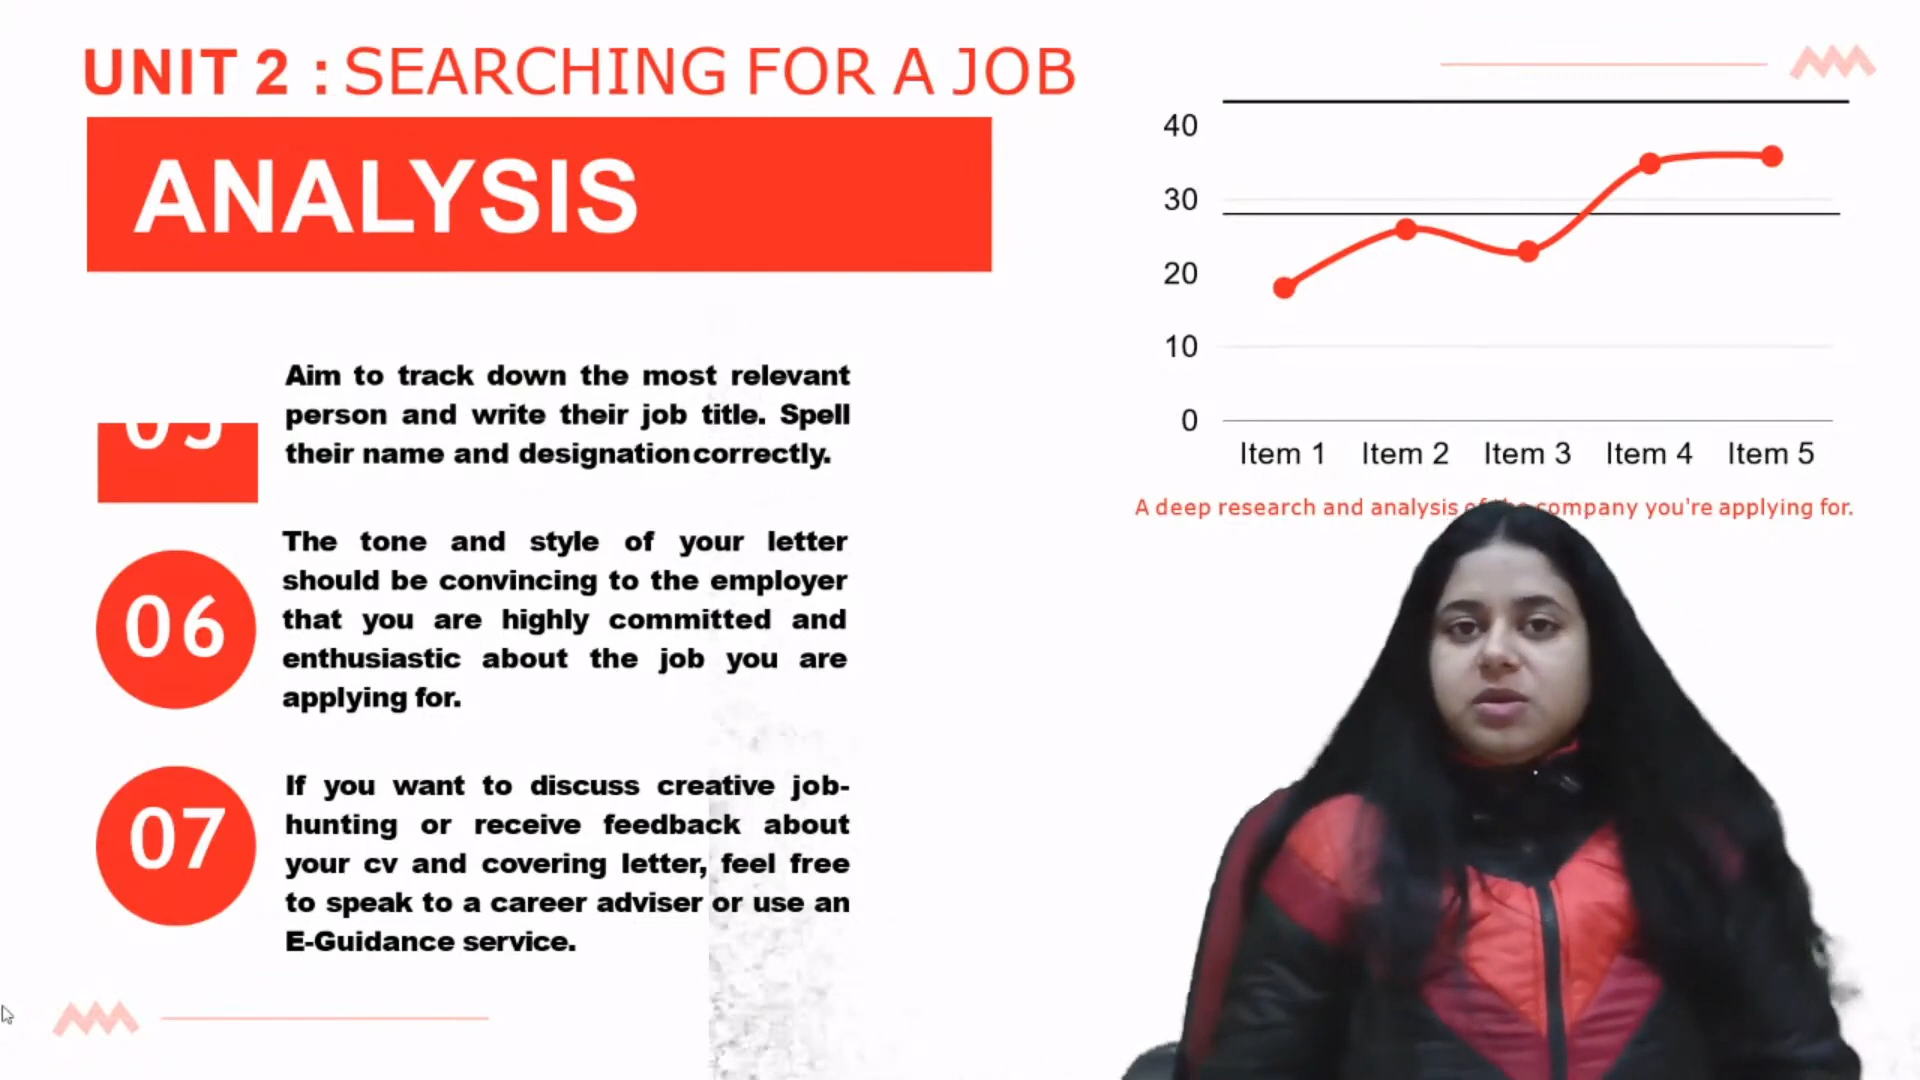 UNIT 2 : SEARCHING FOR A JOB
ANALYSIS
Aim to track down the most relevant
person and write their job title. Spell
their name and designation correctly.
06
The tone and style of your letter
should be convincing to the employer
that you are highly committed and
enthusiastic about the job you are
applying for.
07
If you want to discuss creative job-
hunting or receive feedback about
your cv and covering letter, feel free
to speak to a career adviser or use an
E-Guidance service.
40
30
20
10
0
Item 1 Item 2 Item 3 Item 4 Item 5
A deep research and analysis company you're applying for.